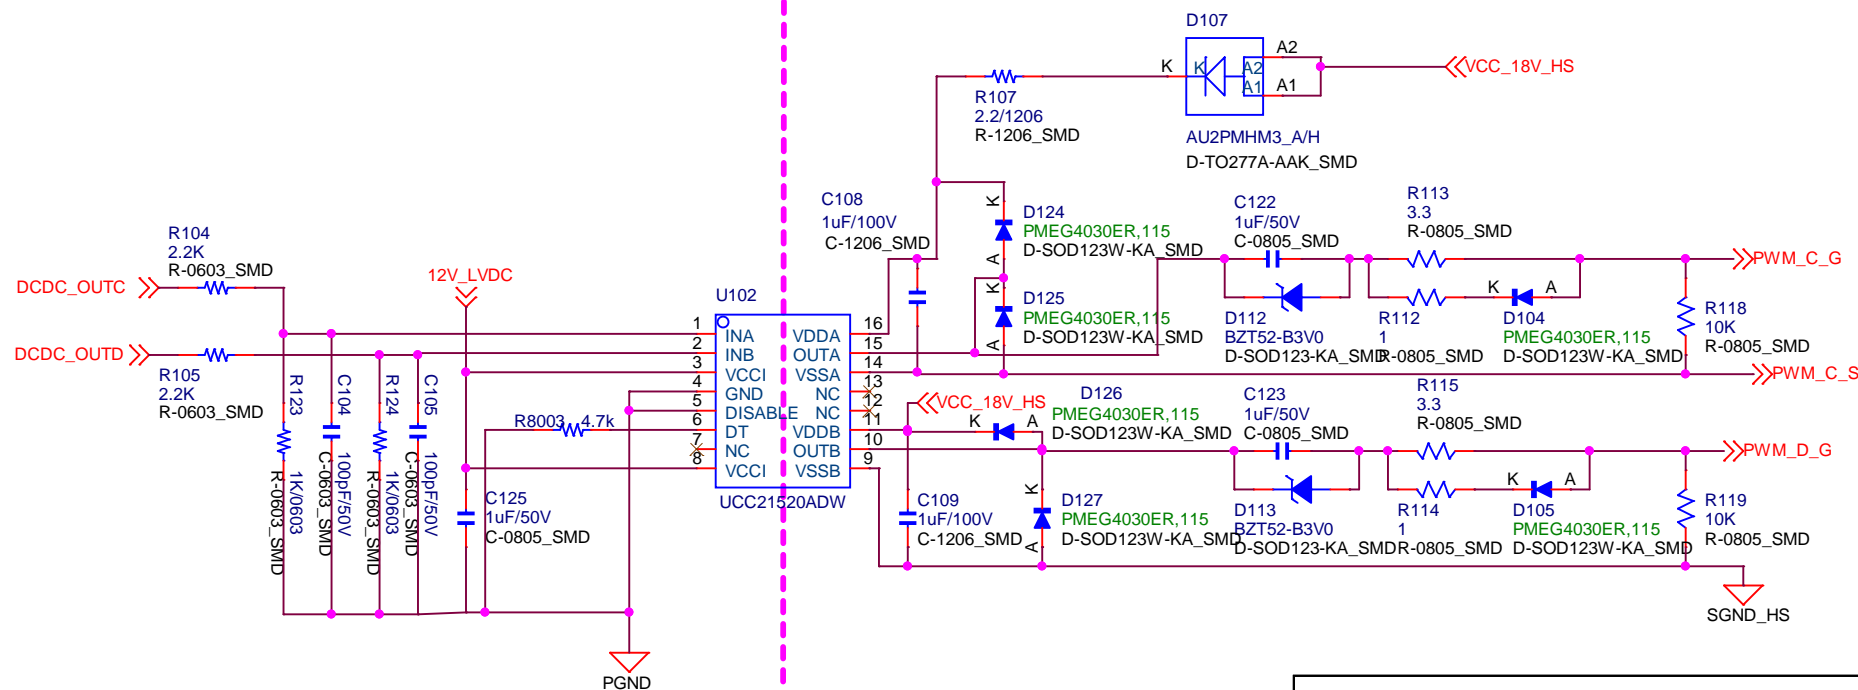 D107
K
K
A2
A1
A2
A1
VCC_18V_HS
R107
2.2/1206
R-1206_SMD
AU2PMHM3_A/H
D-TO277A-AAK_SMD
C108
1uF/100V
C-1206_SMD
K
D124
PMEG4030ER,115
D-SOD123W-KA_SMD
A
K
D125
PMEG4030ER,115
D-SOD123W-KA_SMD
A
C122
1uF/50V
C-0805_SMD
R113
3.3
R-0805_SMD
PWM_C_G
D112
BZT52-B3V0
D-SOD123-KA_SMD
R112
1
R-0805_SMD
K
A
D104
PMEG4030ER,115
D-SOD123W-KA_SMD
R118
10K
R-0805_SMD
PWM_C_S
R104
2.2K
R-0603_SMD
DCDC_OUTC
DCDC_OUTD
R105
2.2K
R-0603_SMD
12V_LVDC
R123
1K/0603
R-0603_SMD
C104
100pF/50V
C-0603_SMD
R124
1K/0603
R-0603_SMD
C105
100pF/50V
C-0603_SMD
R8003
4.7k
C125
1uF/50V
C-0805_SMD
U102
1
INA
VDDA
16
2
INB
OUTA
15
3
VCCI
VSSA
14
4
GND
NC
13
5
DISABLE
NC
12
6
DT
VDDB
11
7
NC
OUTB
10
8
VCCI
VSSB
9
UCC21520ADW
VCC_18V_HS
D126
PMEG4030ER,115
D-SOD123W-KA_SMD
K
A
C109
1uF/100V
C-1206_SMD
K
D127
PMEG4030ER,115
D-SOD123W-KA_SMD
A
C123
1uF/50V
C-0805_SMD
R115
3.3
R-0805_SMD
PWM_D_G
D113
BZT52-B3V0
D-SOD123-KA_SMD
R114
1
R-0805_SMD
K
A
D105
PMEG4030ER,115
D-SOD123W-KA_SMD
R119
10K
R-0805_SMD
SGND_HS
PGND